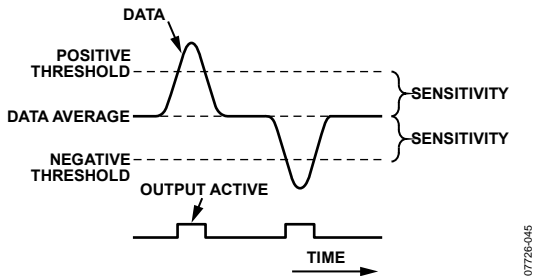 DATA
POSITIVE
THRESHOLD
SENSITIVITY
DATA AVERAGE
SENSITIVITY
NEGATIVE
THRESHOLD
OUTPUT ACTIVE
TIME
07726-045